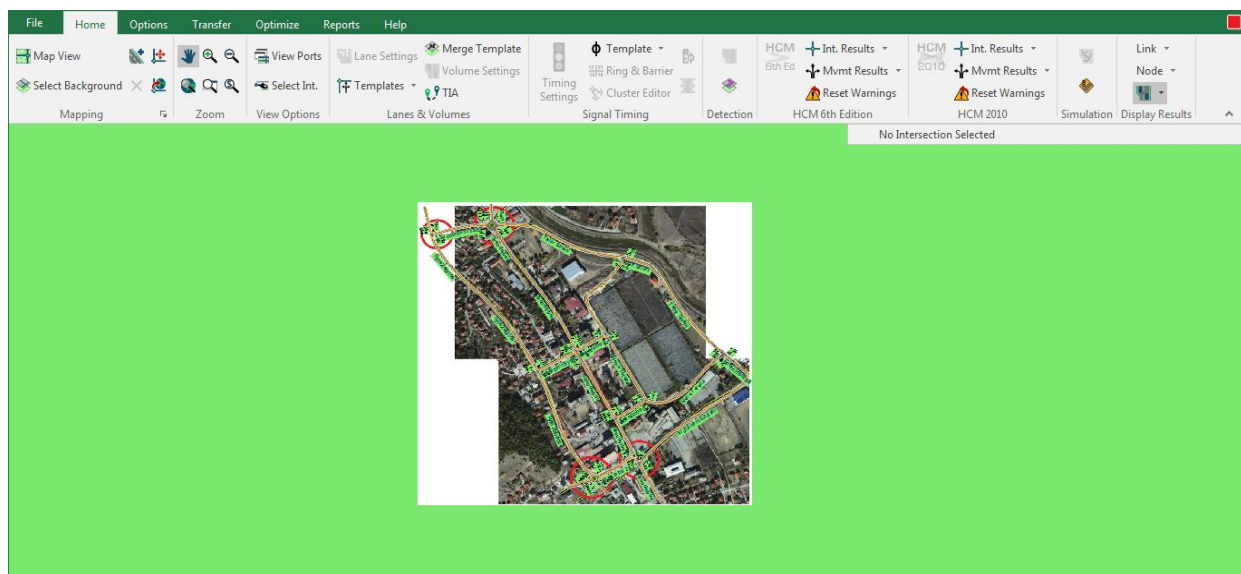 File Home Options Transfer Optimize Reports Help
Map View
Select Background
Mapping
Zoom
View Ports
Select Int.
View Options
Lane Settings
Templates
Merge Template
Volume Settings
TIA
Lanes & Volumes
Timing Settings
Template
Ring & Barrier
Cluster Editor
Signal Timing
Detection
HCM
6th Ed
Int. Results
Mvmt Results
Reset Warnings
HCM 6th Edition
HCM
2010
Int. Results
Mvmt Results
Reset Warnings
HCM 2010
Simulation
Link
Node
Display Results
No Intersection Selected